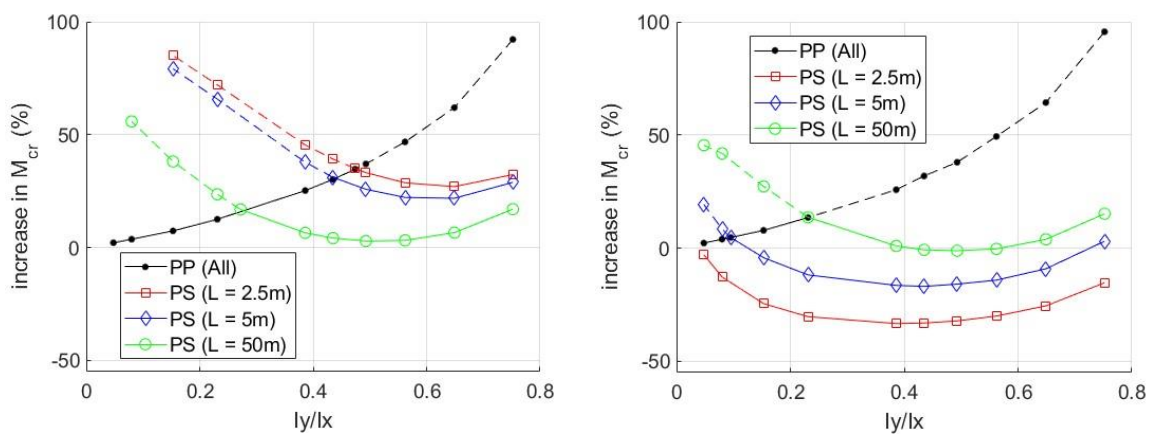 increase in M_cr (%)
100
50
0
-50
PP (All)
PS (L = 2.5m)
PS (L = 5m)
PS (L = 50m)
0
0.2
0.4
0.6
0.8
Iy/Ix
increase in M_cr (%)
100
50
0
-50
PP (All)
PS (L = 2.5m)
PS (L = 5m)
PS (L = 50m)
0
0.2
0.4
0.6
0.8
Iy/Ix